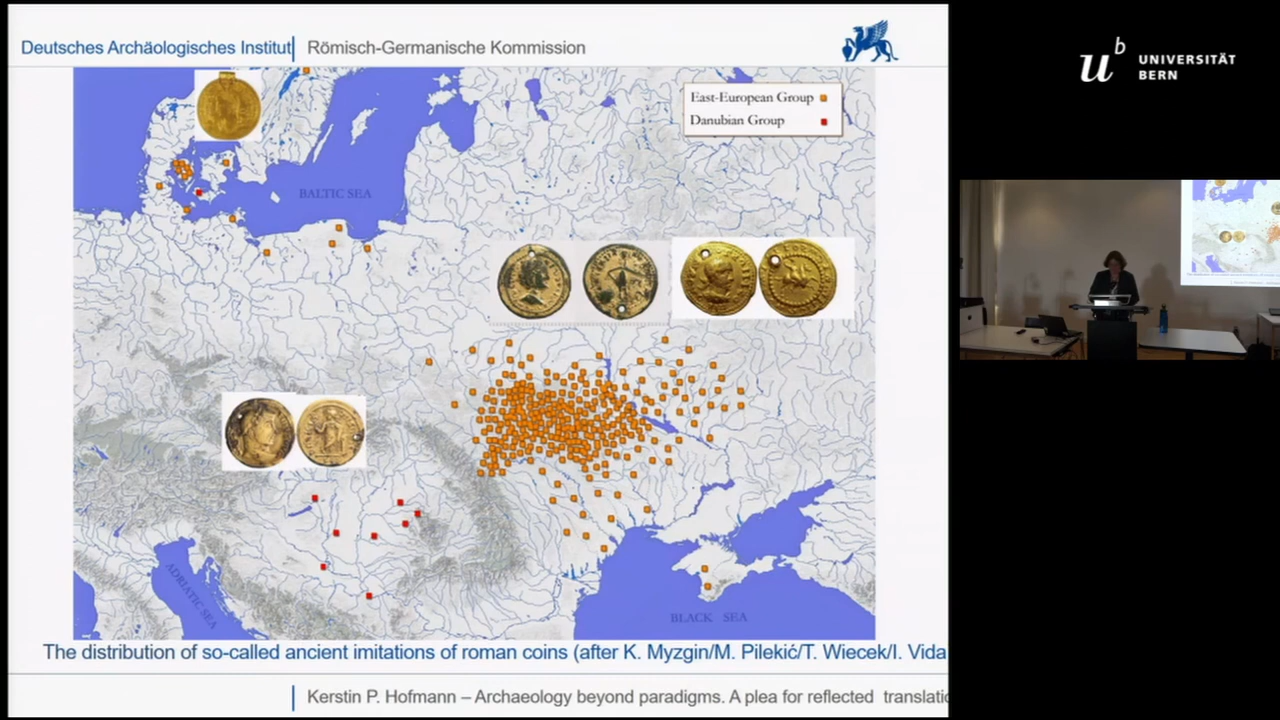 Deutsches Archäologisches Institut
Römisch-Germanische Kommission
East-European Group
Danubian Group
BALTIC SEA
ADRIATIC SEA
BLACK SEA
The distribution of so-called ancient imitations of roman coins (after K. Myzgin/M. Pilekić/T. Wiecek/I. Vida
Kerstin P. Hofmann – Archaeology beyond paradigms. A plea for reflected translatio
u b UNIVERSITÄT
BERN